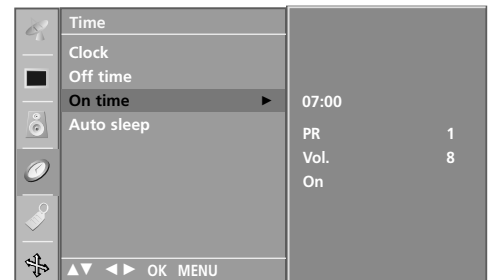 Time
Clock
Off time
On time ►
Auto sleep
07:00
PR 1
Vol. 8
On
▲▼ ◄► OK MENU